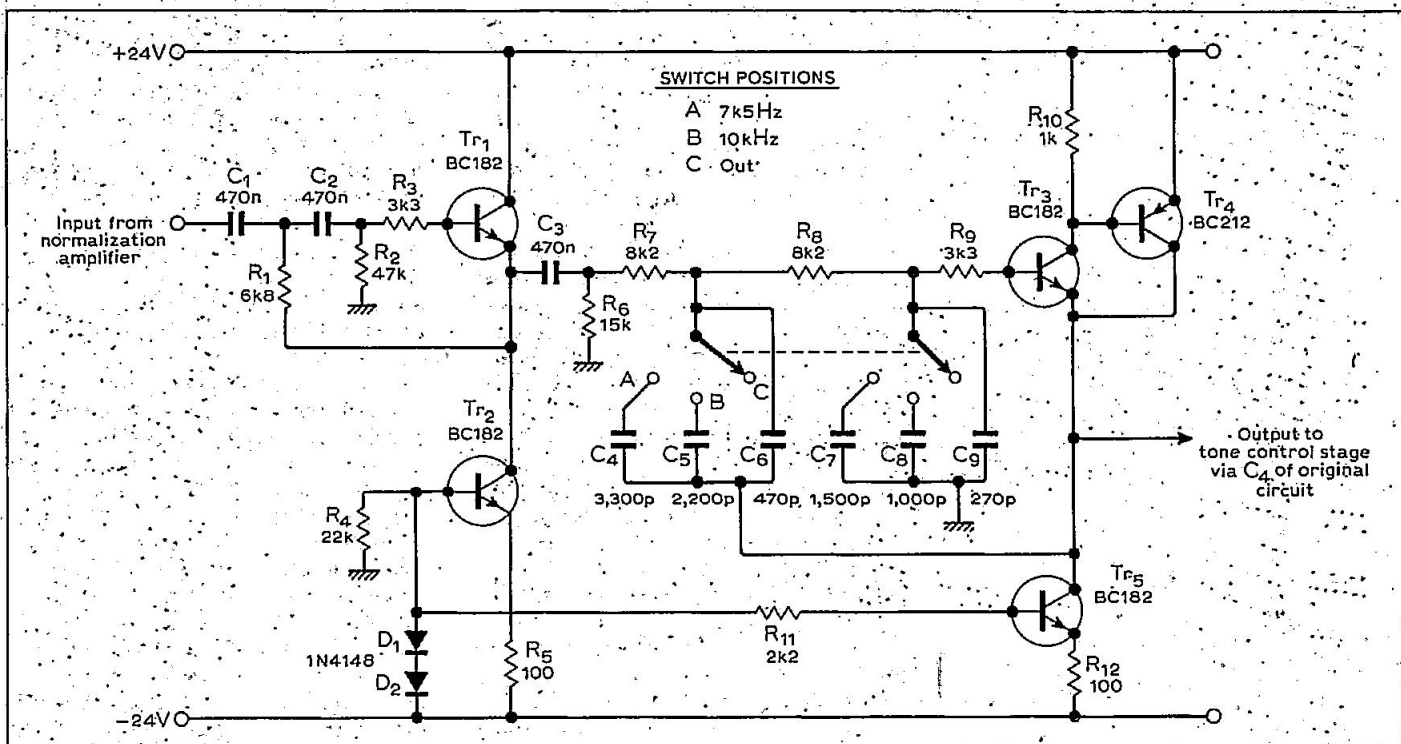 +24V
SWITCH POSITIONS
A 7k5Hz
B 10kHz
C Out
R10
1k
Tr1
BC182
C1
470n
C2
470n
R3
3k3
Input from
normalization
amplifier
R1
6k8
R2
47k
C3
470n
R7
8k2
R8
8k2
R9
3k3
Tr3
BC182
Tr4
BC212
R6
15k
A
B
C
Tr2
BC182
C4
3,300p
C5
2,200p
C6
470p
C7
1,500p
C8
1,000p
C9
270p
Output to
tone control stage
via C4 of original
circuit
R4
22k
Tr5
BC182
D1
1N4148
D2
R5
100
R11
2k2
R12
100
-24V